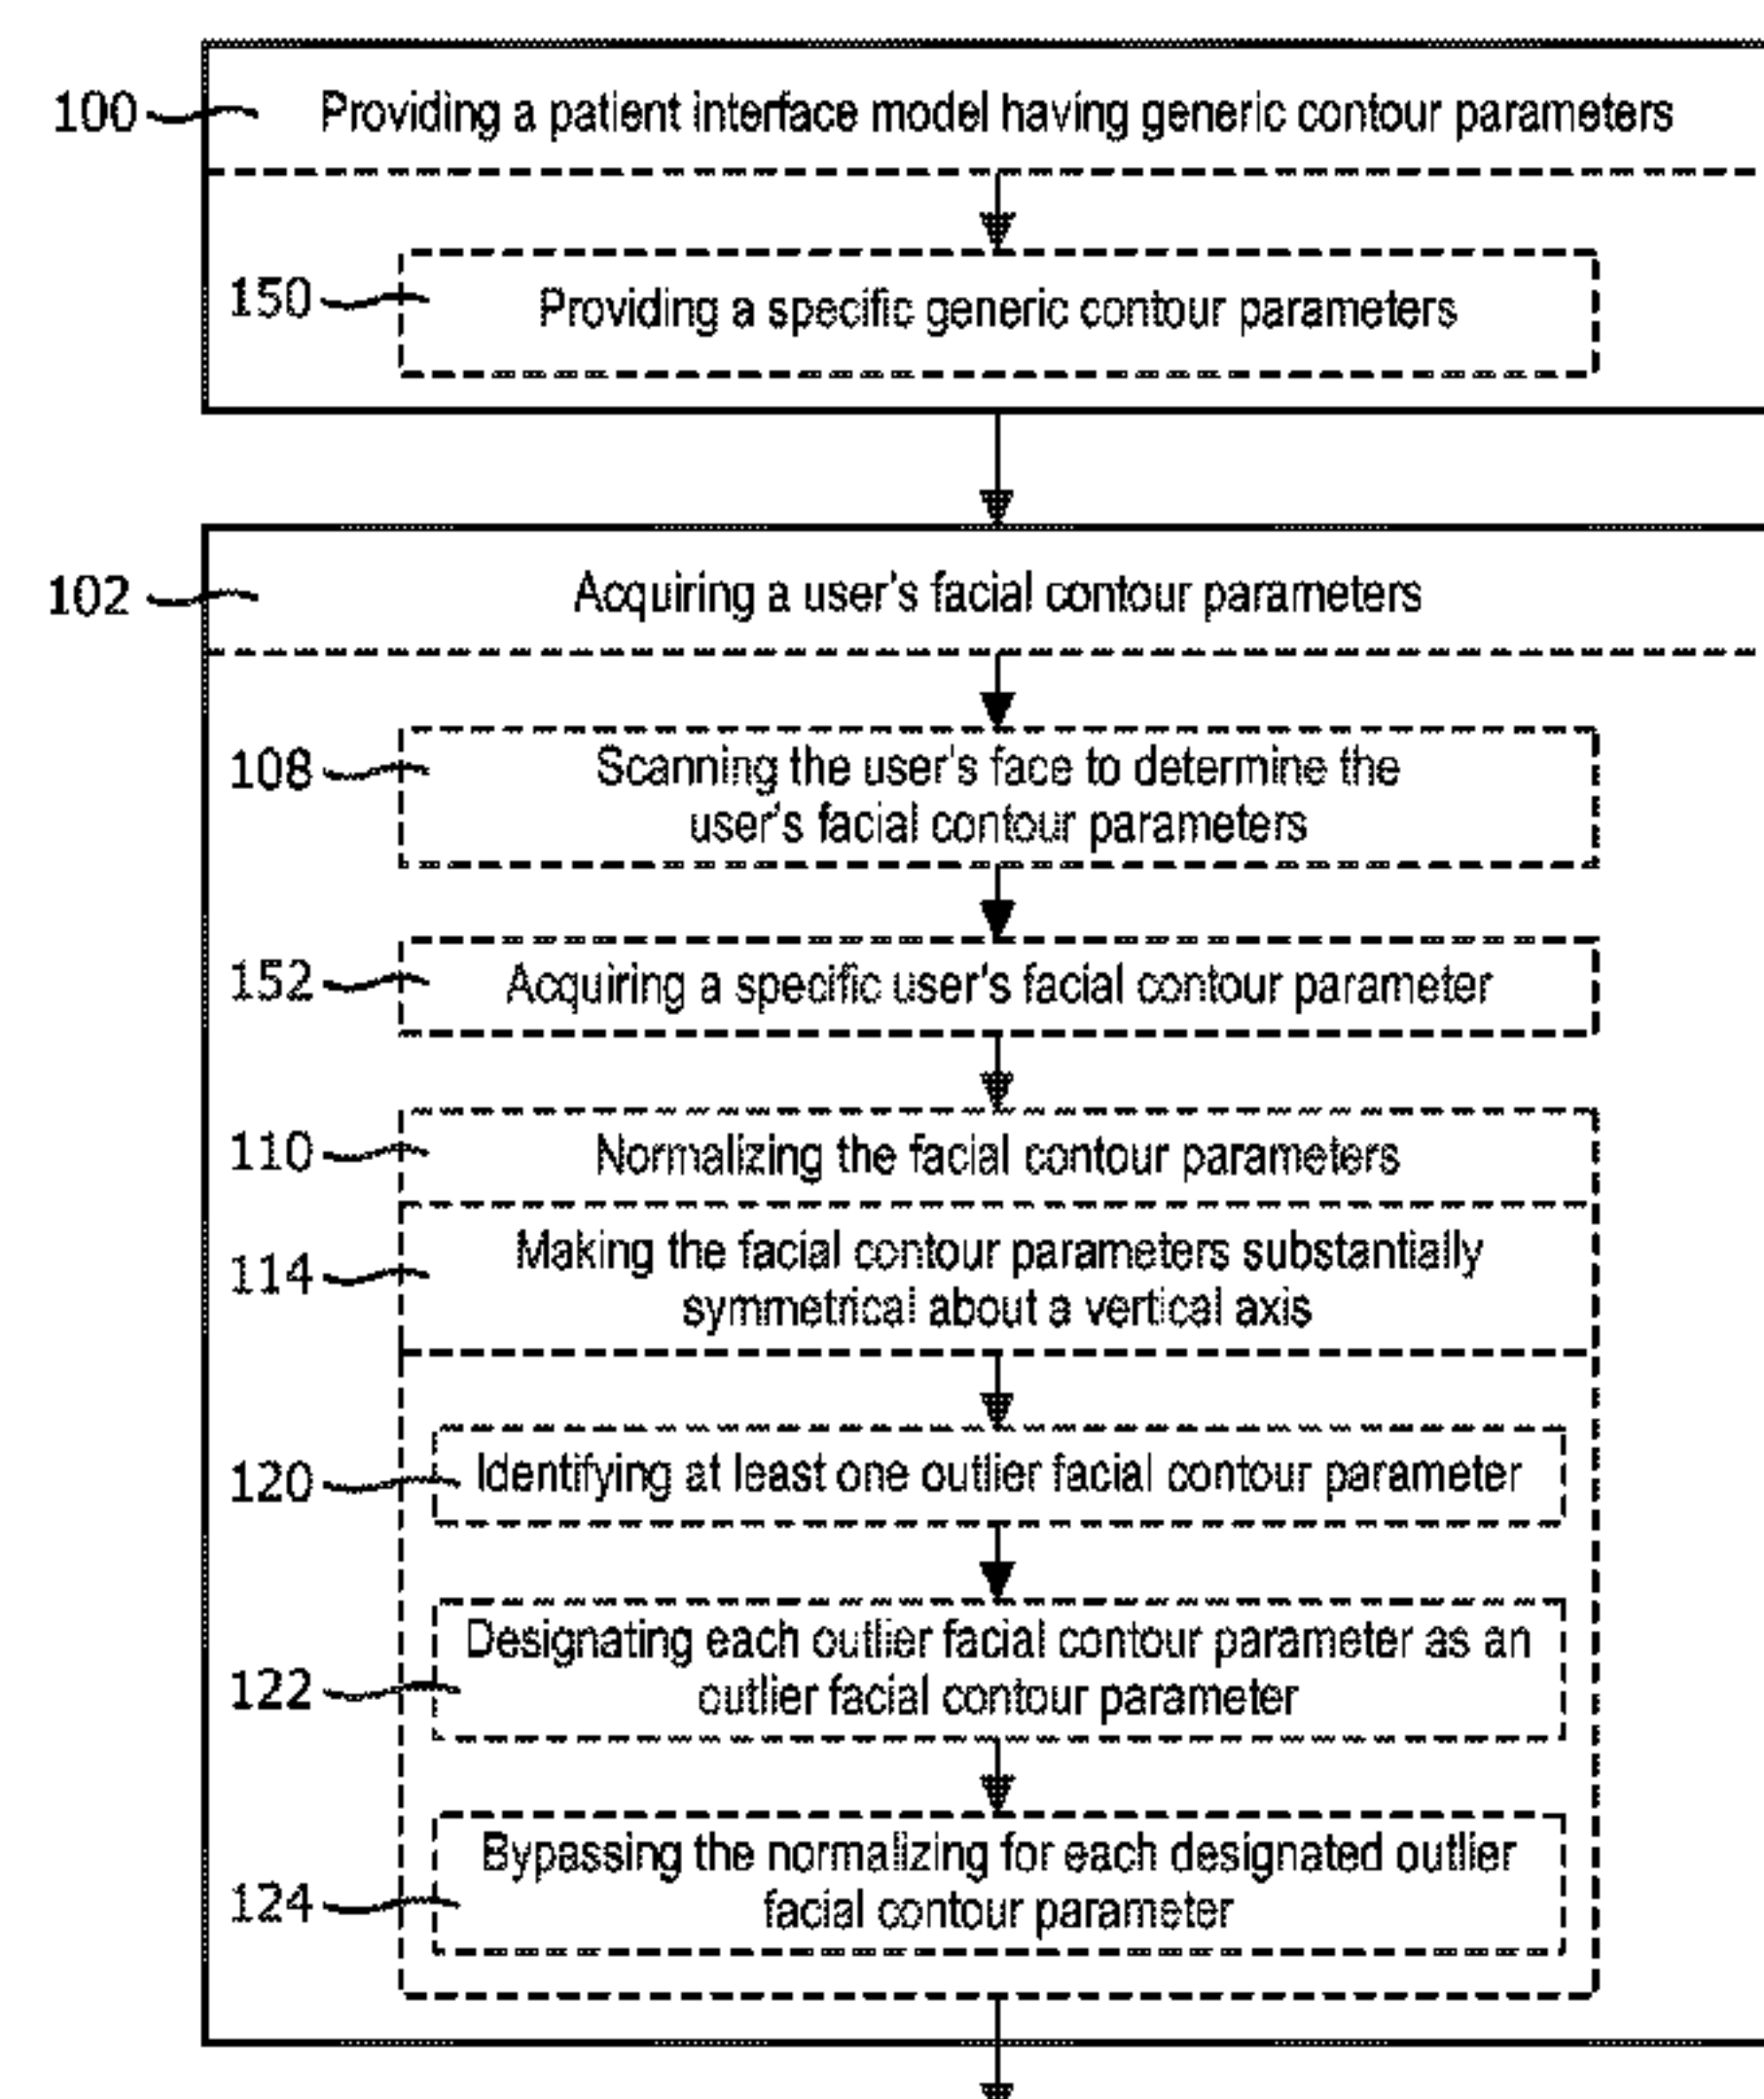 100 Providing a patient interface model having generic contour parameters
150 Providing a specific generic contour parameters
102 Acquiring a user's facial contour parameters
108 Scanning the user's face to determine the
user's facial contour parameters
152 Acquiring a specific user's facial contour parameter
110 Normalizing the facial contour parameters
114 Making the facial contour parameters substantially
symmetrical about a vertical axis
120 Identifying at least one outlier facial contour parameter
122 Designating each outlier facial contour parameter as an
outlier facial contour parameter
124 Bypassing the normalizing for each designated outlier
facial contour parameter